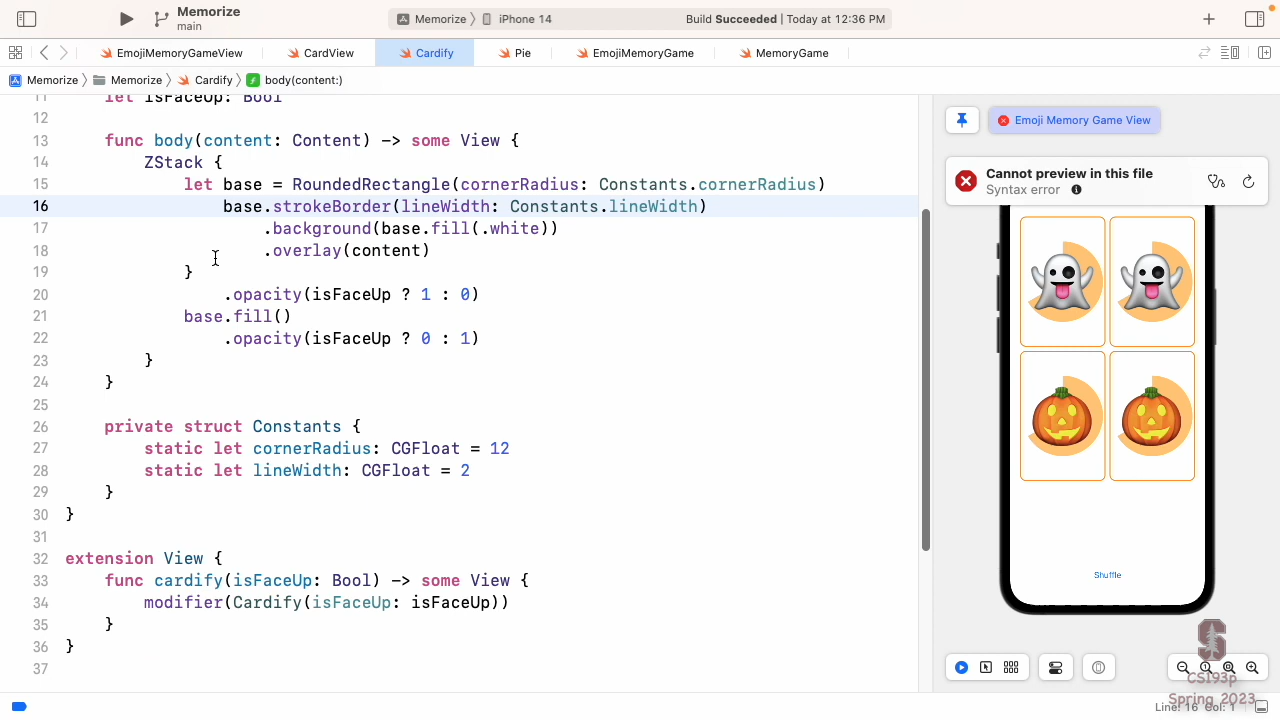 Memorize
main
Memorize 〉 iPhone 14
Build Succeeded | Today at 12:36 PM
EmojiMemoryGameView
CardView
Cardify
Pie
EmojiMemoryGame
MemoryGame
Memorize 〉 Memorize 〉 Cardify 〉 body(content:)
11 let isFaceUp: Bool
12
13 func body(content: Content) -> some View {
14 ZStack {
15 let base = RoundedRectangle(cornerRadius: Constants.cornerRadius)
16 base.strokeBorder(lineWidth: Constants.lineWidth)
17 .background(base.fill(.white))
18 .overlay(content)
19 }
20 .opacity(isFaceUp ? 1 : 0)
21 base.fill()
22 .opacity(isFaceUp ? 0 : 1)
23 }
24 }
25
26 private struct Constants {
27 static let cornerRadius: CGFloat = 12
28 static let lineWidth: CGFloat = 2
29 }
30 }
31
32 extension View {
33 func cardify(isFaceUp: Bool) -> some View {
34 modifier(Cardify(isFaceUp: isFaceUp))
35 }
36 }
37
Emoji Memory Game View
Cannot preview in this file
Syntax error
Shuffle
CS193p
Spring 2023
Line: 16 Col: 1